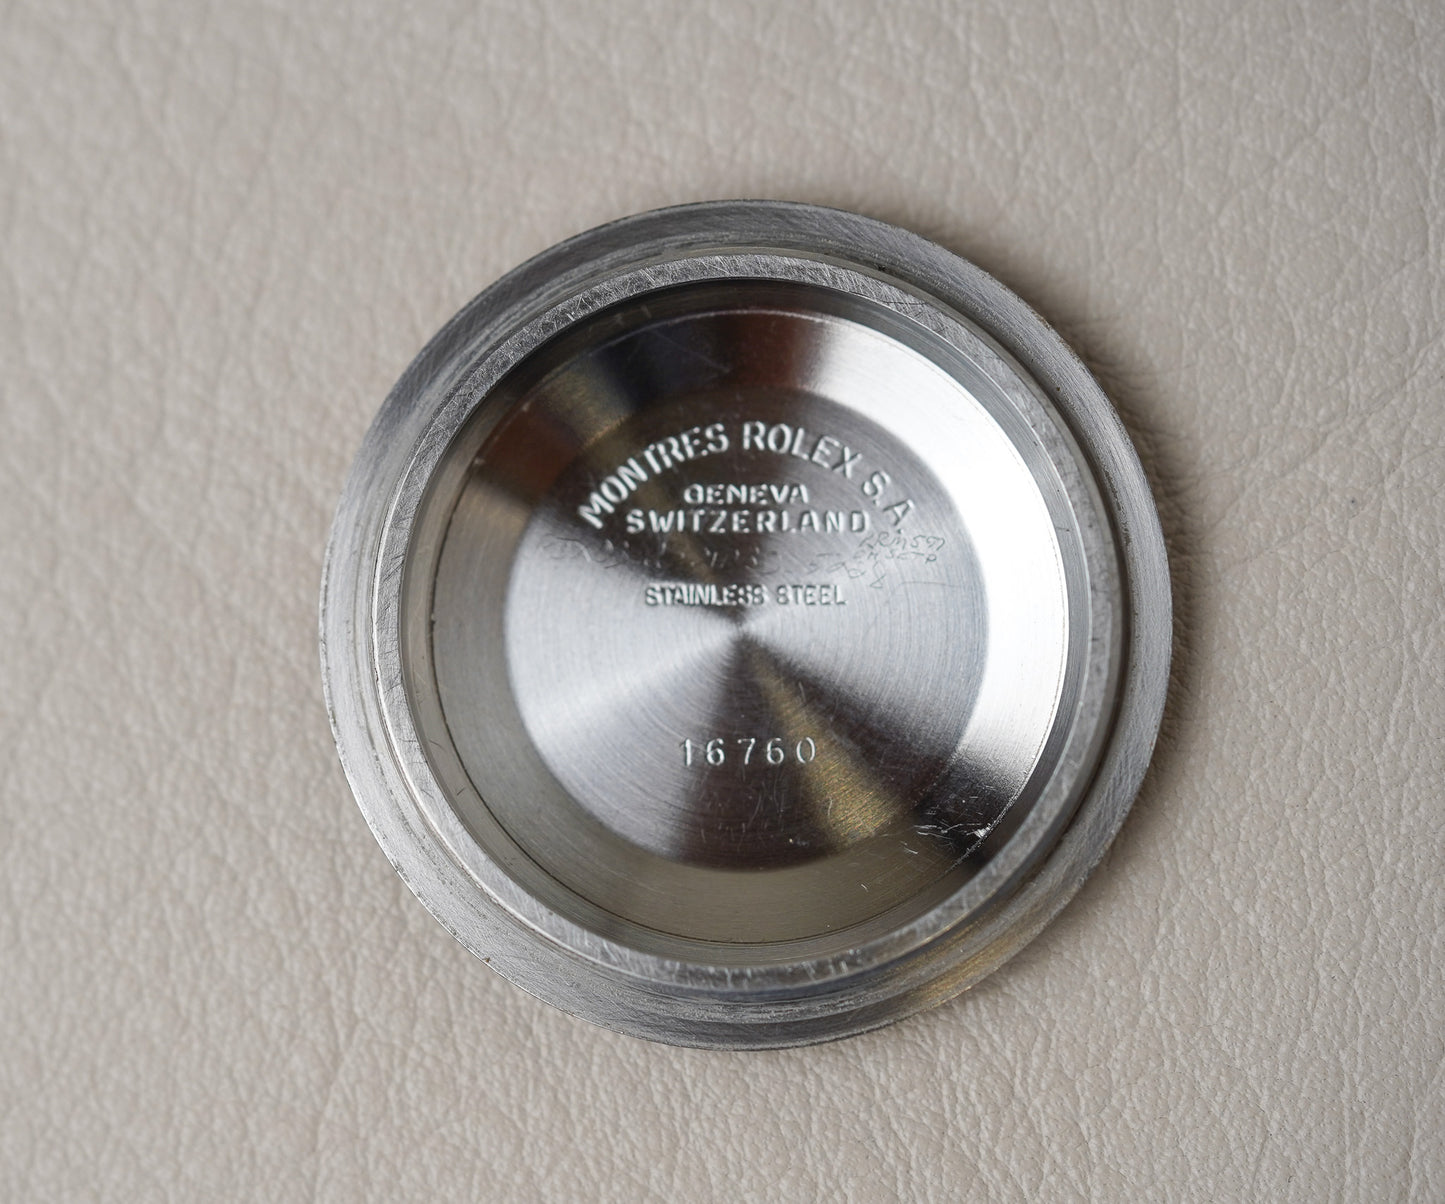 MONTRES ROLEX S.A.
GENEVA
SWITZERLAND
STAINLESS STEEL
16760